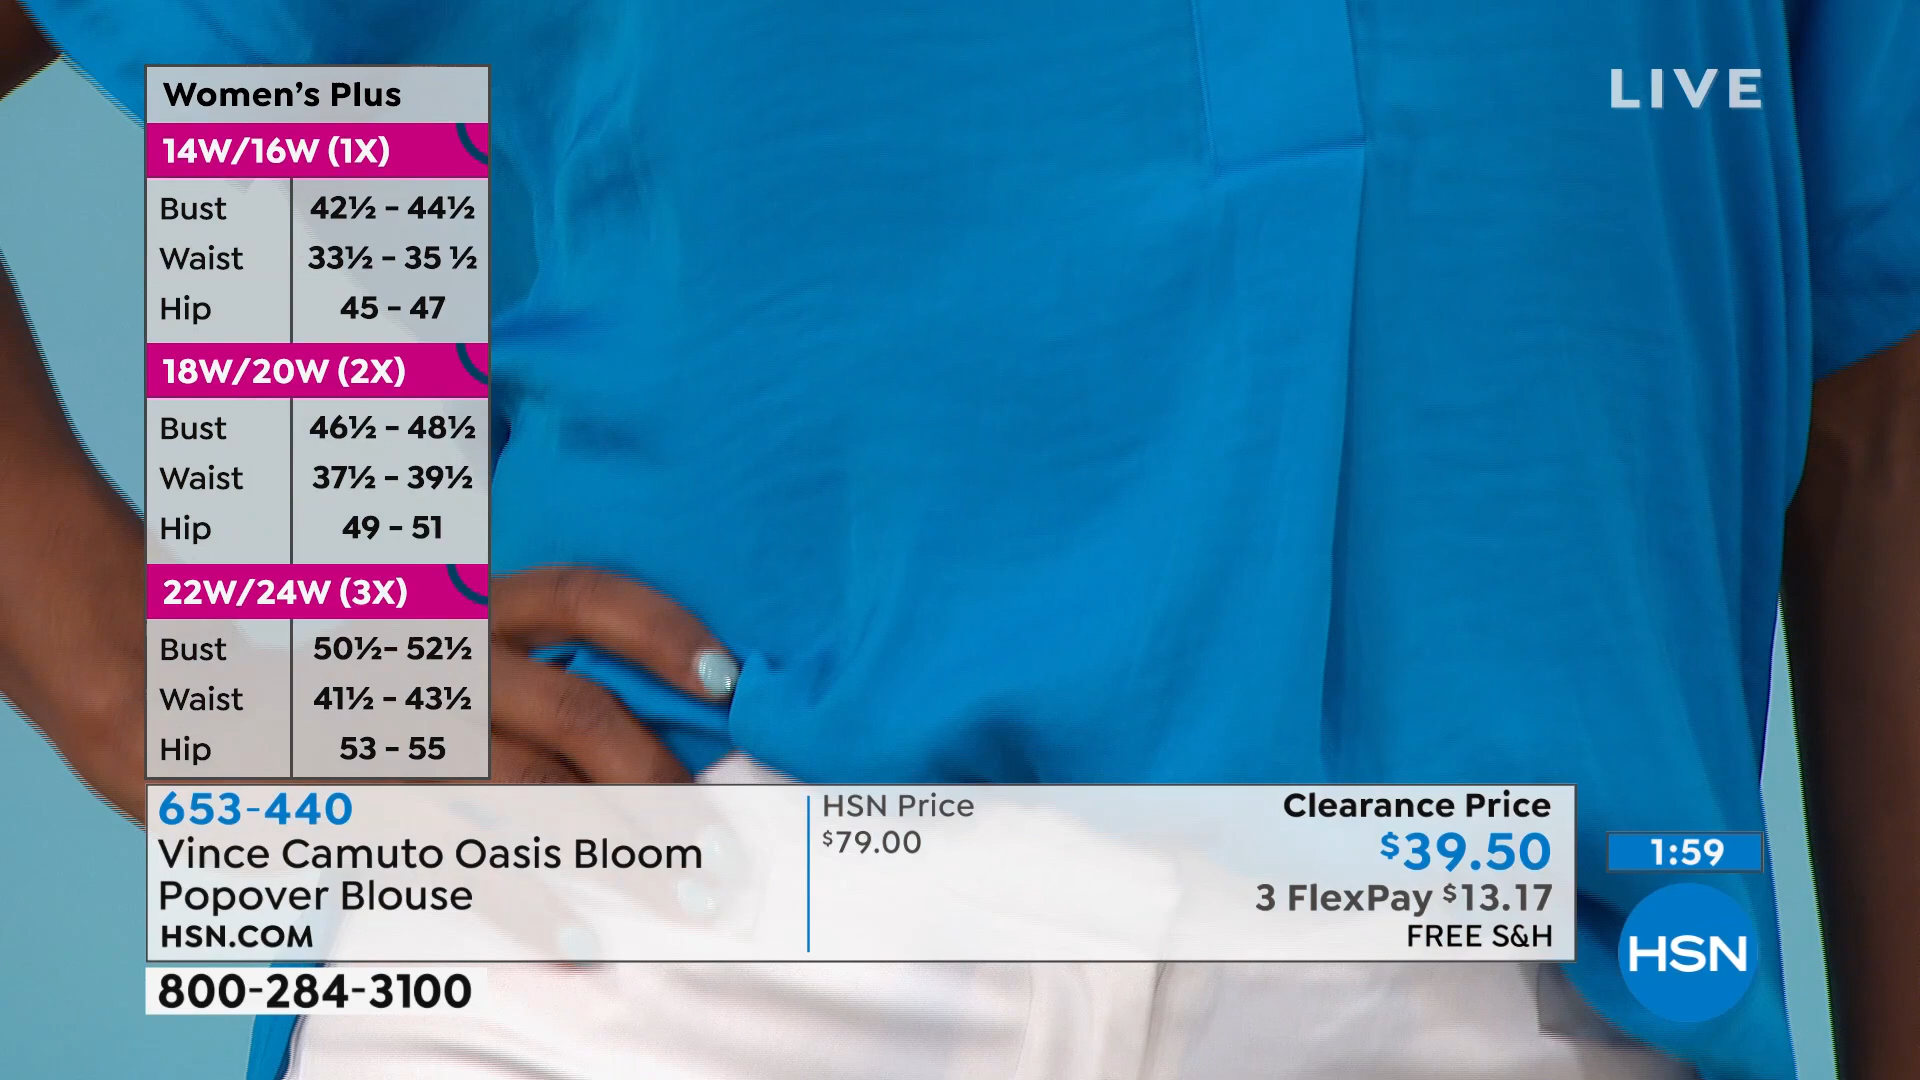 LIVE
Women's Plus
14W/16W (1X)
Bust 42½ - 44½
Waist 33½ - 35 ½
Hip 45 - 47
18W/20W (2X)
Bust 46½ - 48½
Waist 37½ - 39½
Hip 49 - 51
22W/24W (3X)
Bust 50½- 52½
Waist 41½ - 43½
Hip 53 - 55
653-440
Vince Camuto Oasis Bloom
Popover Blouse
HSN.COM
HSN Price
$79.00
Clearance Price
$39.50
3 FlexPay $13.17
FREE S&H
800-284-3100
1:59
HSN